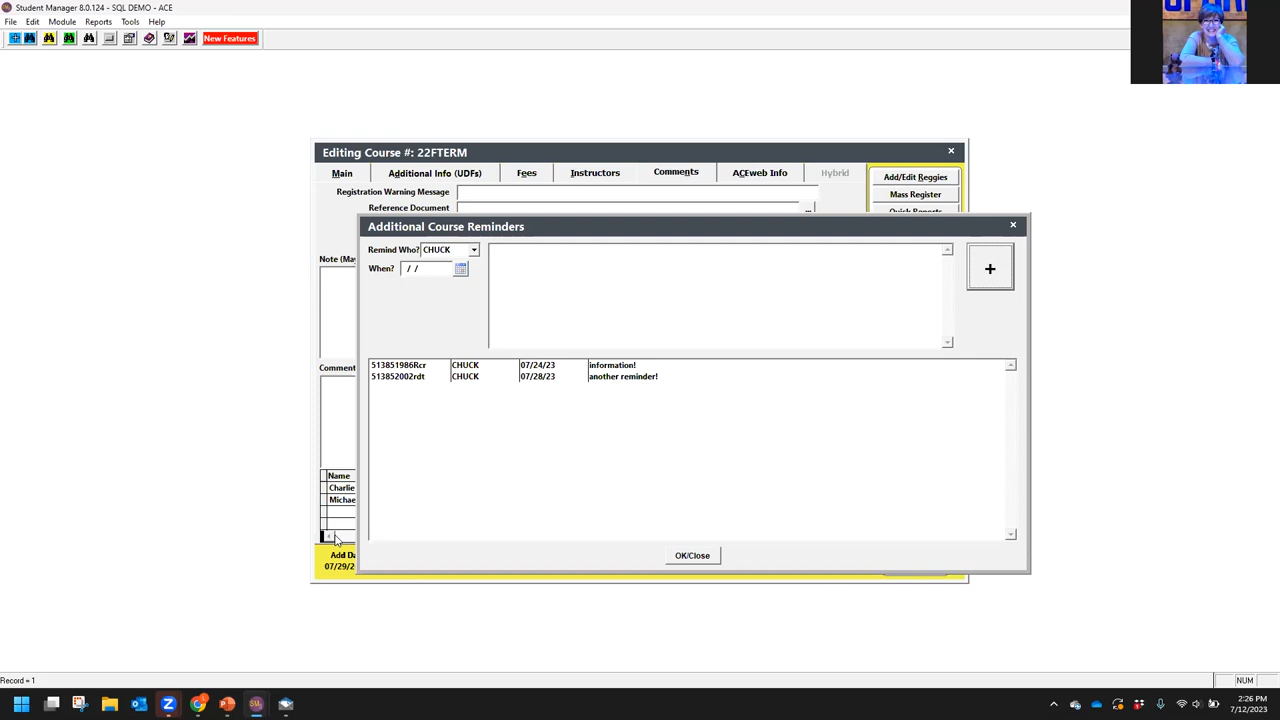 Student Manager 8.0.124 - SQL DEMO - ACE
File Edit Module Reports Tools Help
New Features
Editing Course #: 22FTERM
Main Additional Info (UDFs) Fees Instructors Comments ACEweb Info Hybrid
Add/Edit Reggies
Registration Warning Message
Mass Register
Reference Document
Quick Reports
Additional Course Reminders
Remind Who? CHUCK
When? / /
+
Note (May
513851986Rcr CHUCK 07/24/23 information!
513852002rdt CHUCK 07/28/23 another reminder!
Comment
Name
Charlie
Michae
Add Da
07/29/2
OK/Close
Record = 1
NUM
2:26 PM
7/12/2023